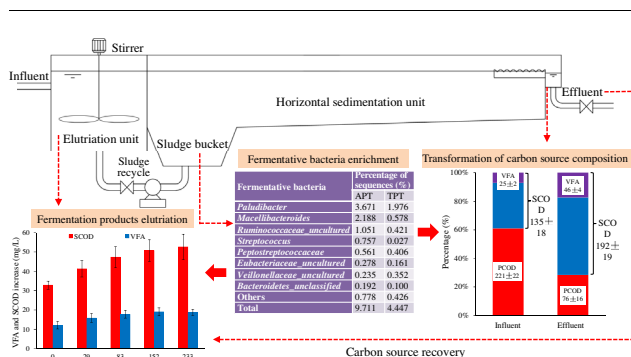 Stirrer
Influent
Effluent
Horizontal sedimentation unit
Elutriation unit
Sludge bucket
Sludge
recycle
Fermentative bacteria enrichment
Fermentative bacteria
Percentage of
sequences (%)
APT TPT
Paludibacter 3.671 1.976
Macellibacteroides 2.188 0.578
Ruminococcaceae_uncultured 1.051 0.421
Streptococcus 0.757 0.027
Peptostreptococcaceae 0.561 0.406
Eubacteriaceae_uncultured 0.278 0.161
Veillonellaceae_uncultured 0.235 0.352
Bacteroidetes_unclassified 0.192 0.100
Others 0.778 0.426
Total 9.711 4.447
Transformation of carbon source composition
Percentage (%)
100%
80%
60%
40%
20%
0%
VFA
25±2
PCOD
221±22
SCO
D
135±
18
VFA
46±4
PCOD
76±16
SCO
D
192±
19
Influent
Effluent
Fermentation products elutriation
VFA and SCOD increase (mg/L)
SCOD
VFA
60
50
40
30
20
10
0
0 29 83 152 233
Carbon source recovery